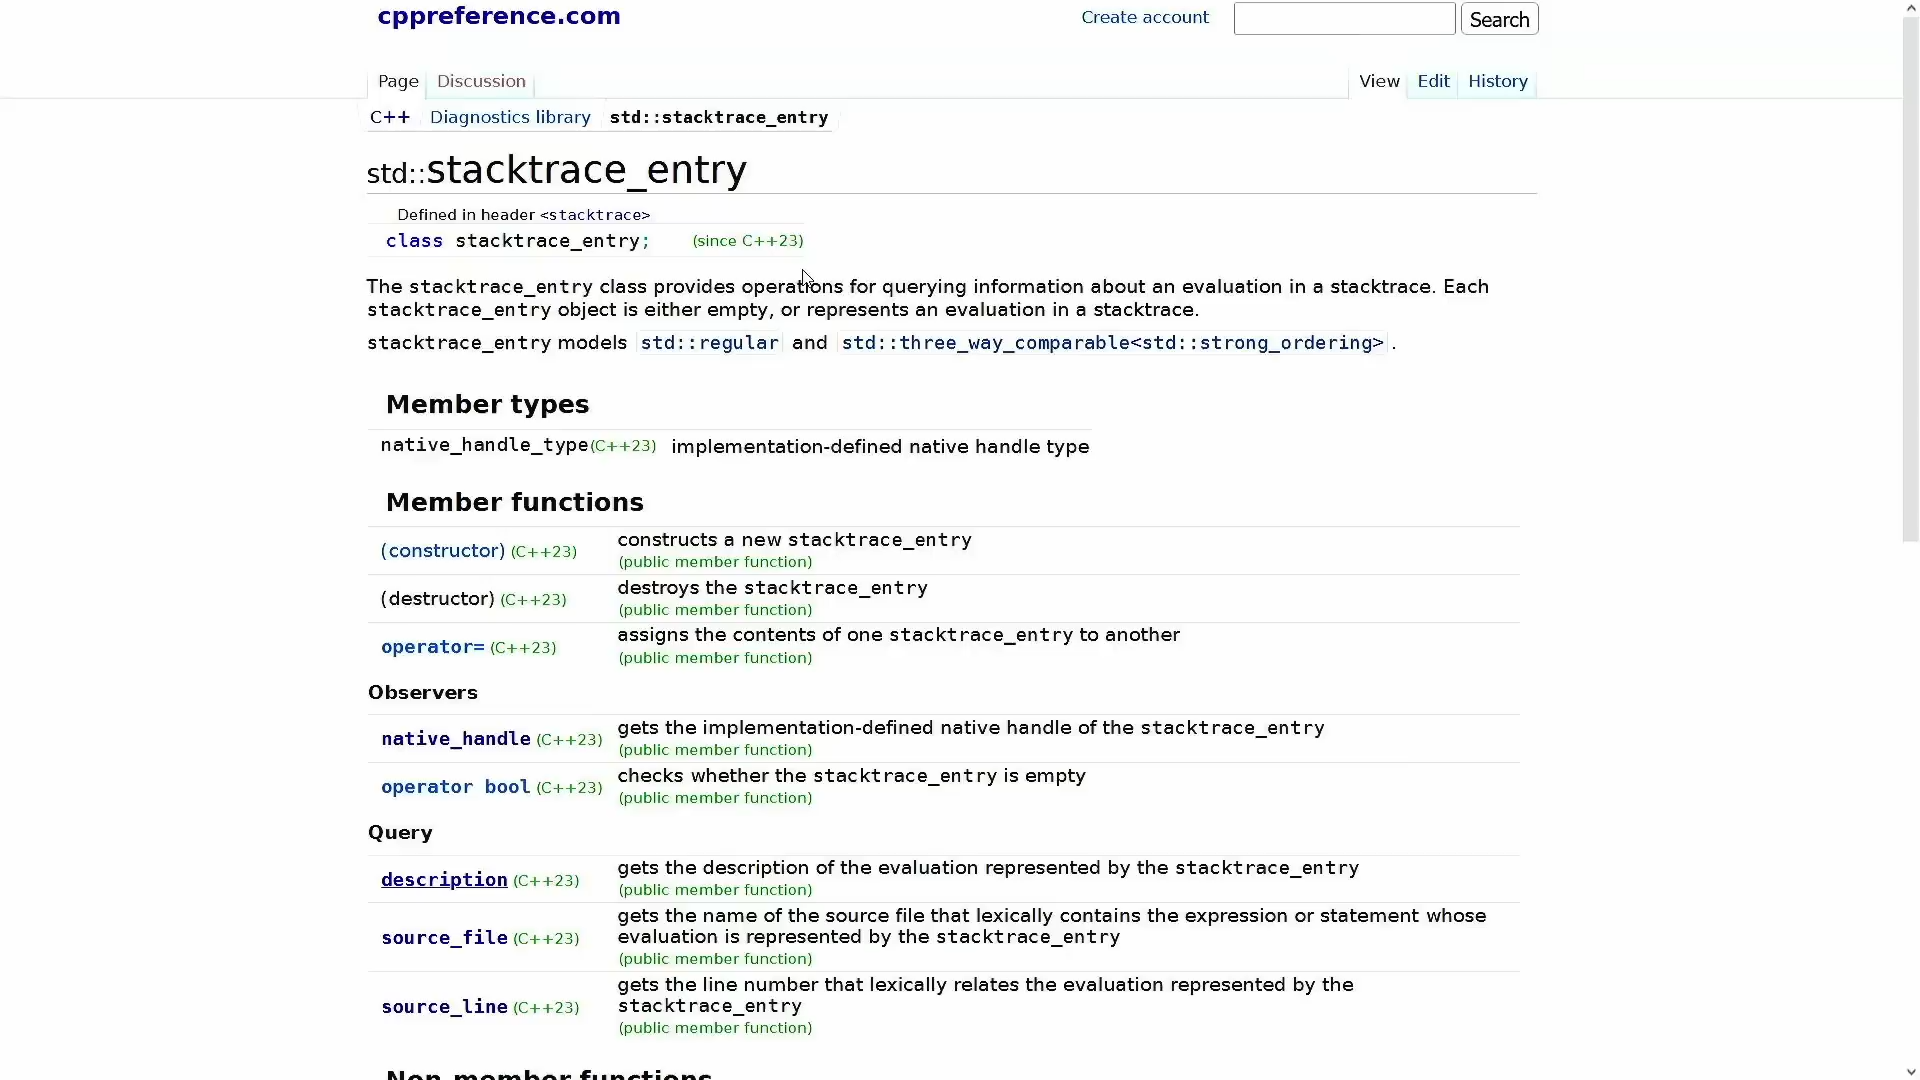 cppreference.com
Create account
Search
Page
Discussion
View
Edit
History
C++
Diagnostics library
std::stacktrace_entry
std::stacktrace_entry
Defined in header <stacktrace>
class stacktrace_entry; (since C++23)
The stacktrace_entry class provides operations for querying information about an evaluation in a stacktrace. Each
stacktrace_entry object is either empty, or represents an evaluation in a stacktrace.
stacktrace_entry models std::regular and std::three_way_comparable<std::strong_ordering> .
Member types
native_handle_type(C++23) implementation-defined native handle type
Member functions
(constructor) (C++23)
constructs a new stacktrace_entry
(public member function)
(destructor) (C++23)
destroys the stacktrace_entry
(public member function)
operator= (C++23)
assigns the contents of one stacktrace_entry to another
(public member function)
Observers
native_handle (C++23)
gets the implementation-defined native handle of the stacktrace_entry
(public member function)
operator bool (C++23)
checks whether the stacktrace_entry is empty
(public member function)
Query
description (C++23)
gets the description of the evaluation represented by the stacktrace_entry
(public member function)
source_file (C++23)
gets the name of the source file that lexically contains the expression or statement whose
evaluation is represented by the stacktrace_entry
(public member function)
source_line (C++23)
gets the line number that lexically relates the evaluation represented by the
stacktrace_entry
(public member function)
Non-member functions